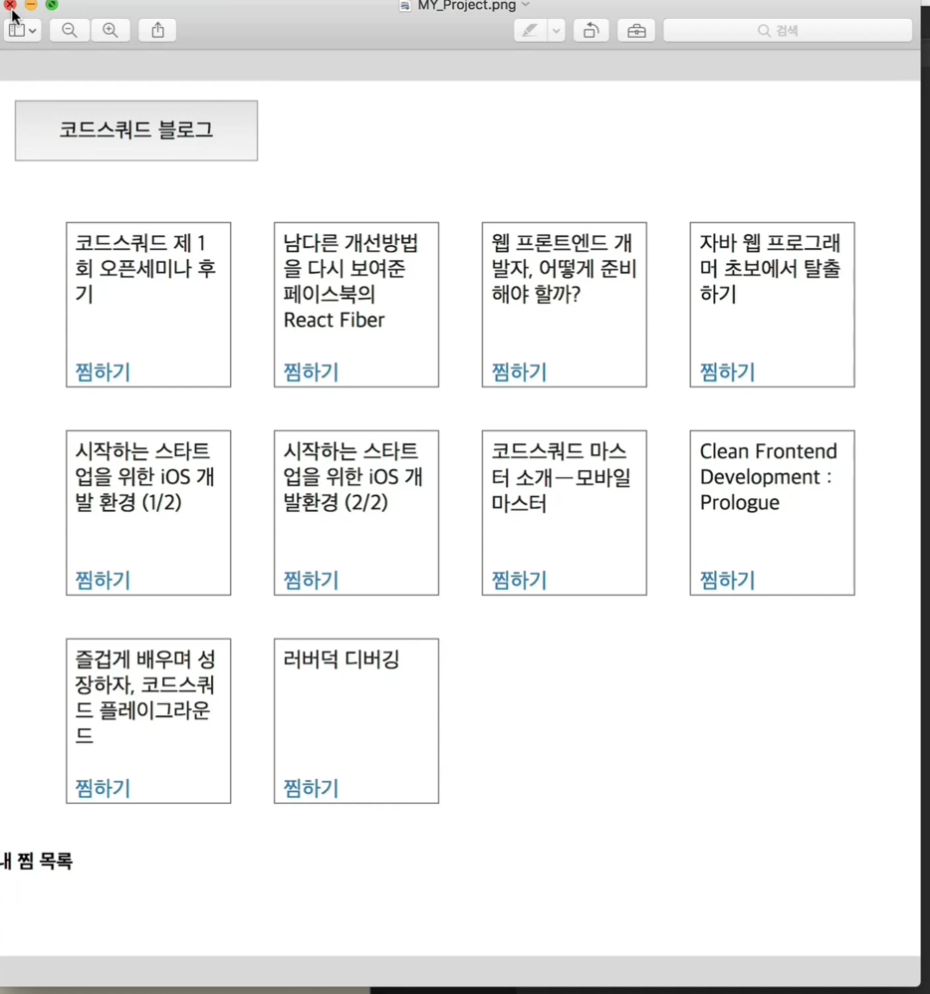 MY_Project.png
검색
코드스쿼드 블로그
코드스쿼드 제 1
회 오픈세미나 후
기
찜하기
남다른 개선방법
을 다시 보여준
페이스북의
React Fiber
찜하기
웹 프론트엔드 개
발자, 어떻게 준비
해야 할까?
찜하기
자바 웹 프로그래
머 초보에서 탈출
하기
찜하기
시작하는 스타트
업을 위한 iOS 개
발 환경 (1/2)
찜하기
시작하는 스타트
업을 위한 iOS 개
발환경 (2/2)
찜하기
코드스쿼드 마스
터 소개—모바일
마스터
찜하기
Clean Frontend
Development :
Prologue
찜하기
즐겁게 배우며 성
장하자, 코드스쿼
드 플레이그라운
드
찜하기
러버덕 디버깅
찜하기
내 찜 목록